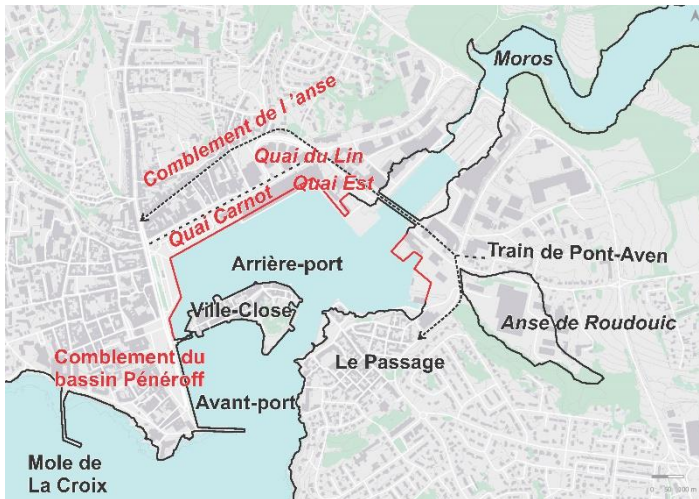 Moros
Comblement de l 'anse
Quai du Lin
Quai Est
Quai Carnot
Train de Pont-Aven
Arrière-port
Ville-Close
Anse de Roudouic
Le Passage
Comblement du
bassin Pénéroff
Avant-port
Mole de
La Croix